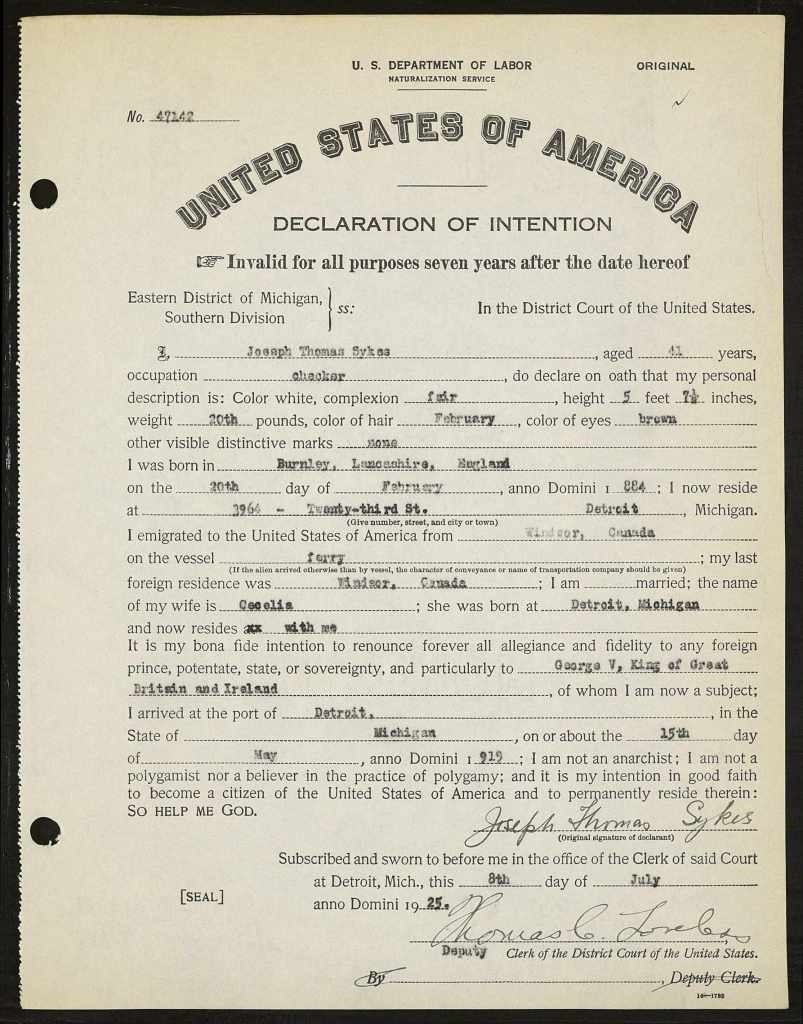 U. S. DEPARTMENT OF LABOR
NATURALIZATION SERVICE
ORIGINAL
No. 47142
UNITED STATES OF AMERICA
DECLARATION OF INTENTION
☞ Invalid for all purposes seven years after the date hereof
Eastern District of Michigan,
Southern Division } ss:
In the District Court of the United States.
I, Joseph Thomas Sykes, aged 41 years,
occupation checker, do declare on oath that my personal
description is: Color white, complexion fair, height 5 feet 7½ inches,
weight 20th pounds, color of hair February, color of eyes brown
other visible distinctive marks none
I was born in Burnley, Lancashire, England
on the 20th day of February, anno Domini 1 884; I now reside
at 3964 - Twenty-third St. Detroit, Michigan.
(Give number, street, and city or town)
I emigrated to the United States of America from Windsor, Canada
on the vessel ferry; my last
(If the alien arrived otherwise than by vessel, the character of conveyance or name of transportation company should be given)
foreign residence was Windsor, Canada; I am married; the name
of my wife is Cecelia; she was born at Detroit, Michigan
and now resides xx with me
It is my bona fide intention to renounce forever all allegiance and fidelity to any foreign
prince, potentate, state, or sovereignty, and particularly to George V, King of Great
Britain and Ireland, of whom I am now a subject;
I arrived at the port of Detroit, in the
State of Michigan, on or about the 15th day
of May, anno Domini 1 919; I am not an anarchist; I am not a
polygamist nor a believer in the practice of polygamy; and it is my intention in good faith
to become a citizen of the United States of America and to permanently reside therein:
SO HELP ME GOD.
Joseph Thomas Sykes
(Original signature of declarant)
Subscribed and sworn to before me in the office of the Clerk of said Court
at Detroit, Mich., this 8th day of July
[SEAL]
anno Domini 19 25.
Thomas C.
Deputy Clerk of the District Court of the United States.
By, Deputy Clerk.